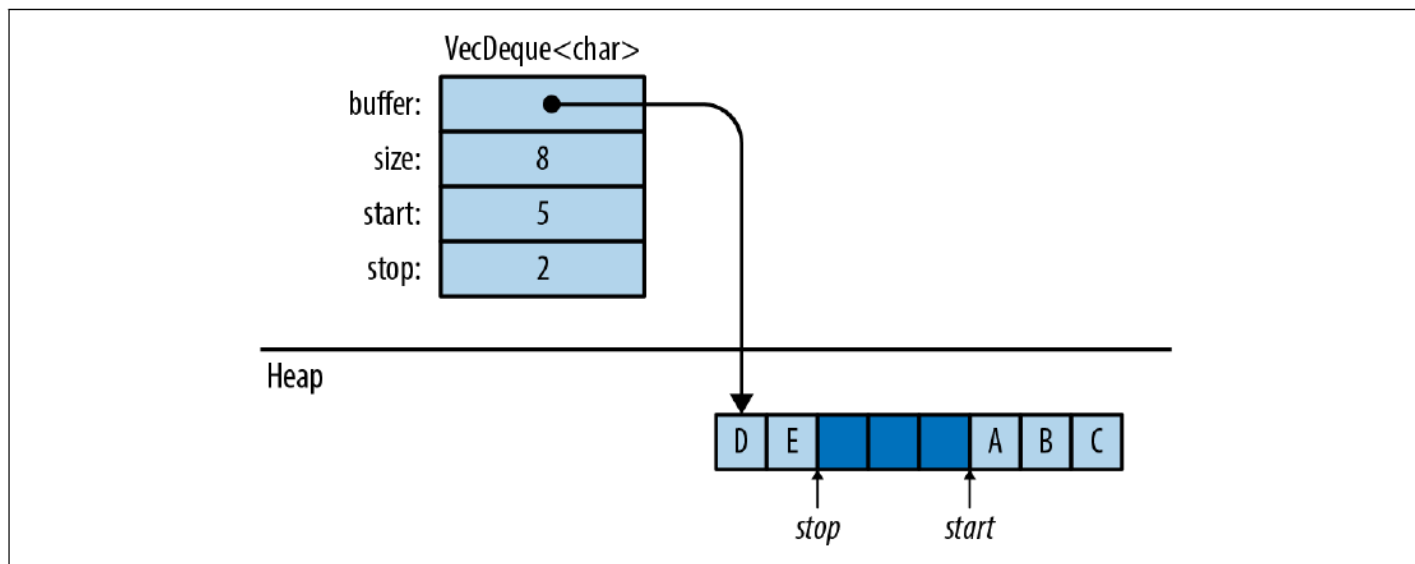 VecDeque<char>
buffer:
size: 8
start: 5
stop: 2
Heap
D E A B C
stop start